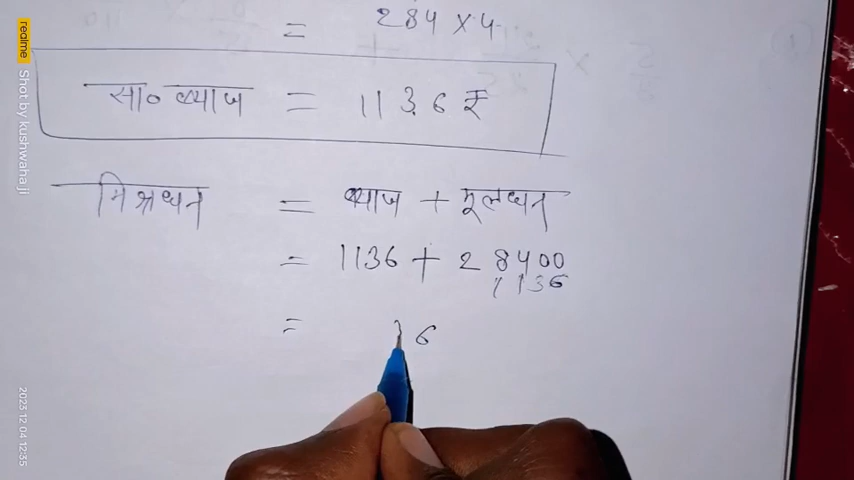 = 284 × 4
सा० ब्याज = 1136 ₹
मिश्रधन = ब्याज + मूलधन
= 1136 + 28400
1136
= 36
realme
Shot by kushwahaji
2023.12.04 12:35